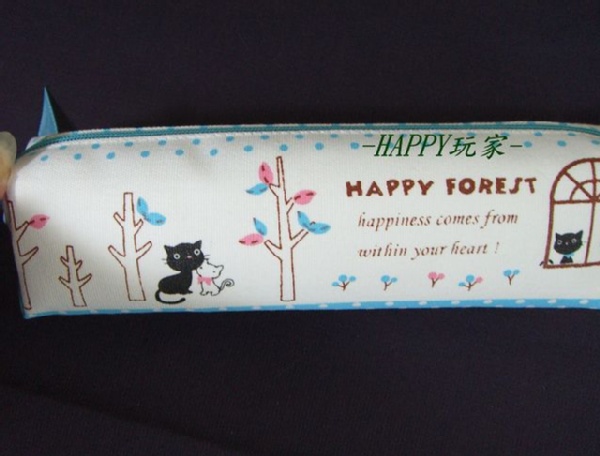 -HAPPY玩家-
HAPPY FOREST
happiness comes from
within your heart !